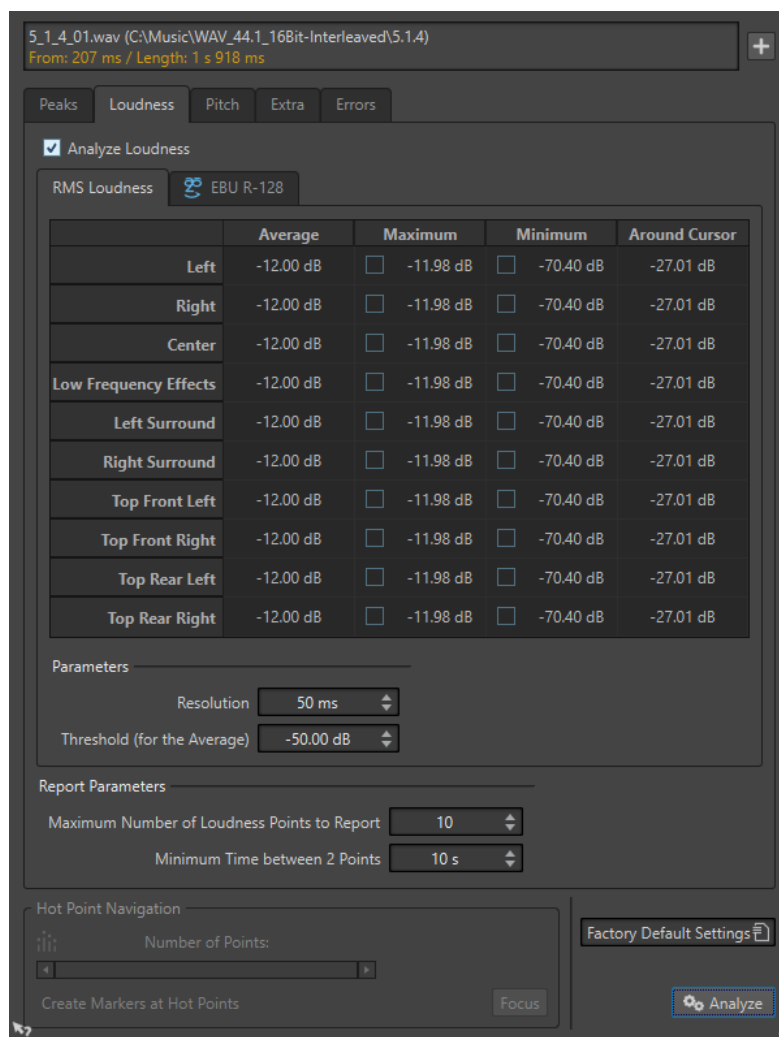 5_1_4_01.wav (C:\Music\WAV_44.1_16Bit-Interleaved\5.1.4)
From: 207 ms / Length: 1 s 918 ms
Peaks Loudness Pitch Extra Errors
Analyze Loudness
RMS Loudness EBU R-128
Average Maximum Minimum Around Cursor
Left -12.00 dB -11.98 dB -70.40 dB -27.01 dB
Right -12.00 dB -11.98 dB -70.40 dB -27.01 dB
Center -12.00 dB -11.98 dB -70.40 dB -27.01 dB
Low Frequency Effects -12.00 dB -11.98 dB -70.40 dB -27.01 dB
Left Surround -12.00 dB -11.98 dB -70.40 dB -27.01 dB
Right Surround -12.00 dB -11.98 dB -70.40 dB -27.01 dB
Top Front Left -12.00 dB -11.98 dB -70.40 dB -27.01 dB
Top Front Right -12.00 dB -11.98 dB -70.40 dB -27.01 dB
Top Rear Left -12.00 dB -11.98 dB -70.40 dB -27.01 dB
Top Rear Right -12.00 dB -11.98 dB -70.40 dB -27.01 dB
Parameters
Resolution 50 ms
Threshold (for the Average) -50.00 dB
Report Parameters
Maximum Number of Loudness Points to Report 10
Minimum Time between 2 Points 10 s
Hot Point Navigation
Number of Points:
Factory Default Settings
Create Markers at Hot Points Focus
Analyze